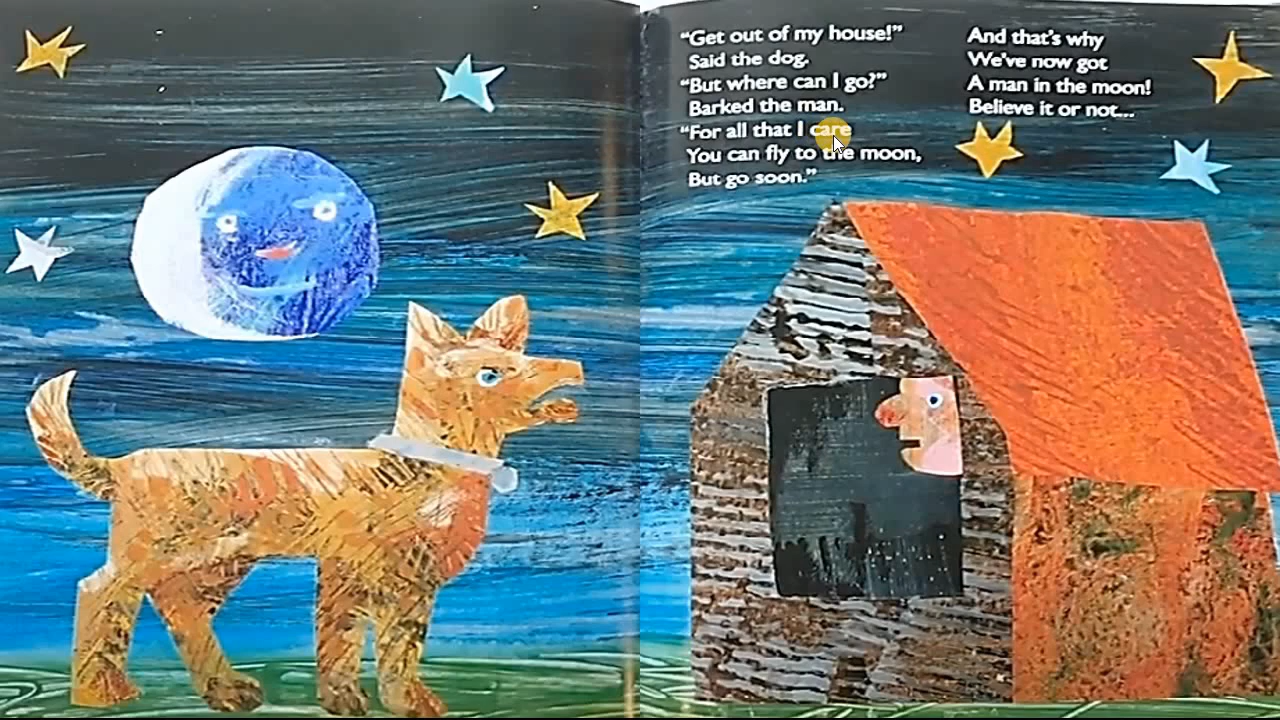 “Get out of my house!”
Said the dog.
“But where can I go?”
Barked the man.
“For all that I care
You can fly to the moon,
But go soon.”
And that's why
We've now got
A man in the moon!
Believe it or not...